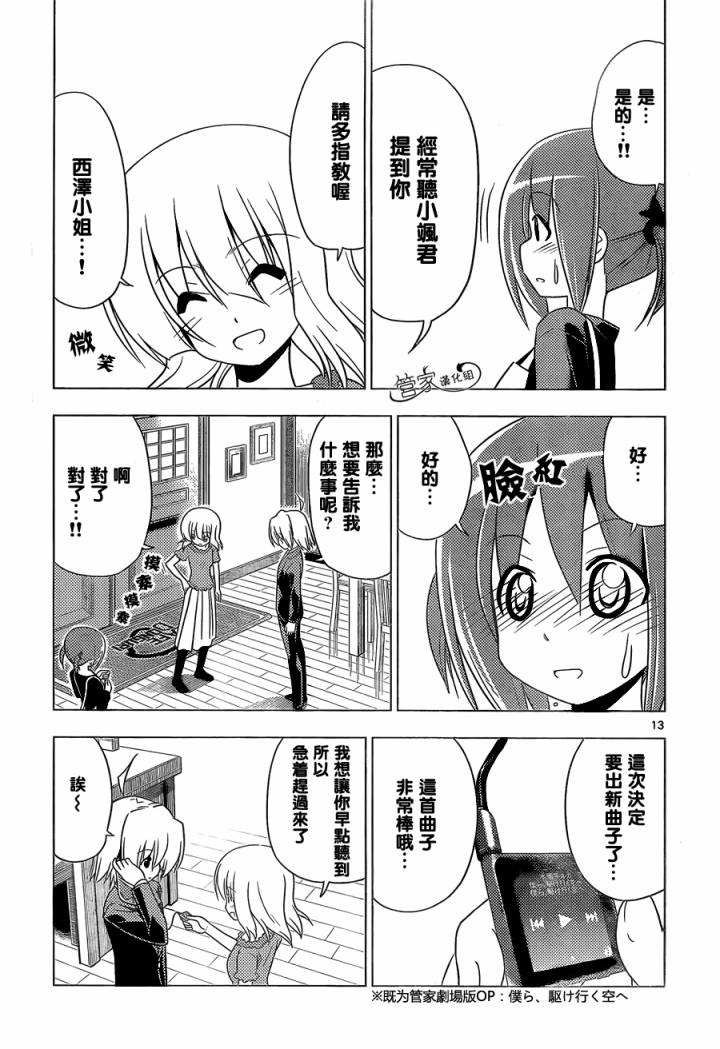 是…
是的…!!
經常聽小颯君
提到你
管家
漢化組
請多指教喔
西澤小姐
…!
微笑
好…
好的…
臉紅
那麼…
想要告訴我
什麼事呢?
啊
對了
對了…!!
摸索摸索
13
這次決定
要出新曲子
了…
這首曲子
非常棒哦…
我想讓你早點聽到
所以
急着趕過來了
誒～
※既为管家劇場版OP：僕ら、駆け行く空へ